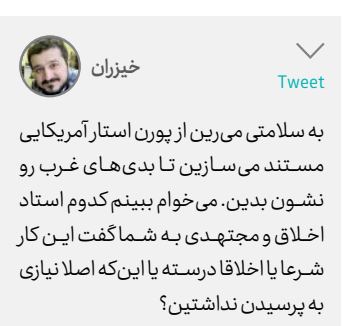 خیزران
Tweet
به سلامتی می‌رین از پورن استار آمریکایی
مستند می‌سازین تا بدی‌های غرب رو
نشون بدین. می‌خوام ببینم کدوم استاد
اخلاق و مجتهدی به شما گفت این کار
شرعا یا اخلاقا درسته یا این‌که اصلا نیازی
به پرسیدن نداشتین؟